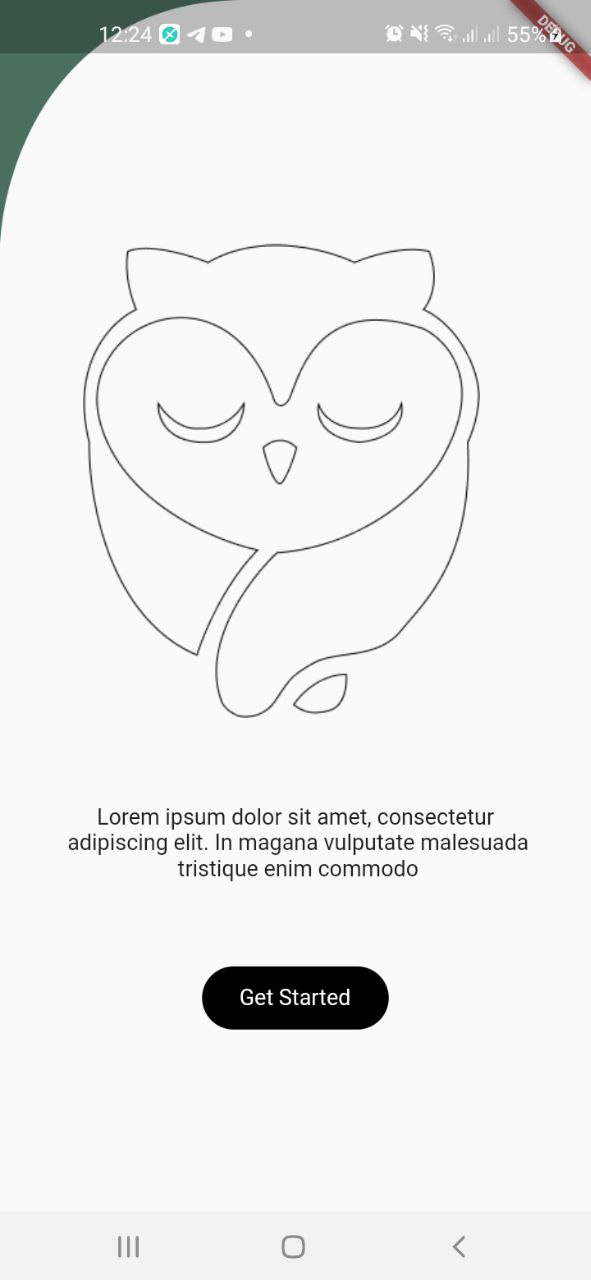 12:24
55%
DEBUG
Lorem ipsum dolor sit amet, consectetur
adipiscing elit. In magana vulputate malesuada
tristique enim commodo
Get Started